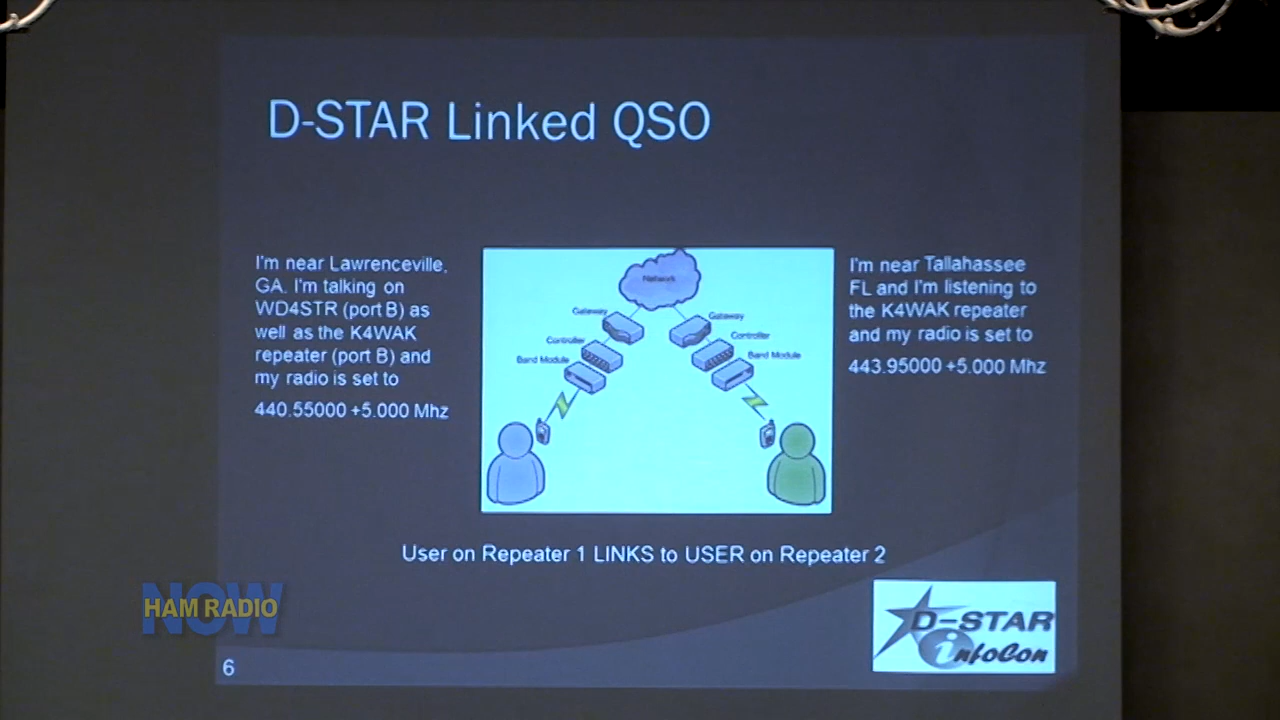 D-STAR Linked QSO
I'm near Lawrenceville,
GA. I'm talking on
WD4STR (port B) as
well as the K4WAK
repeater (port B) and
my radio is set to
440.55000 +5.000 Mhz
Network
Gateway
Controller
Band Module
Gateway
Controller
Band Module
I'm near Tallahassee
FL and I'm listening to
the K4WAK repeater
and my radio is set to
443.95000 +5.000 Mhz
User on Repeater 1 LINKS to USER on Repeater 2
NOW
HAM RADIO
6
D-STAR
infoCon